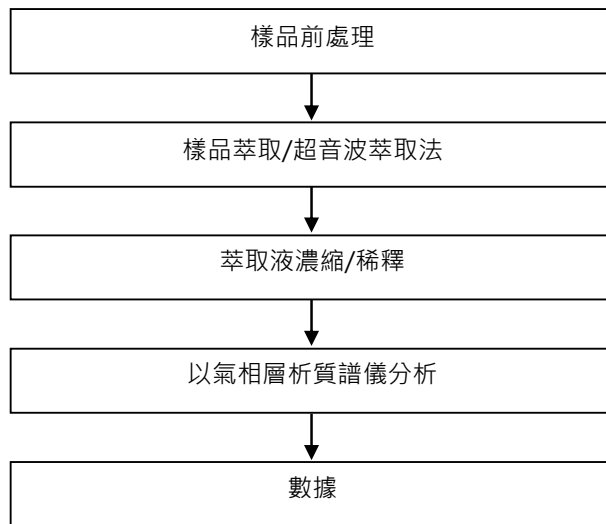 樣品前處理
樣品萃取/超音波萃取法
萃取液濃縮/稀釋
以氣相層析質譜儀分析
數據